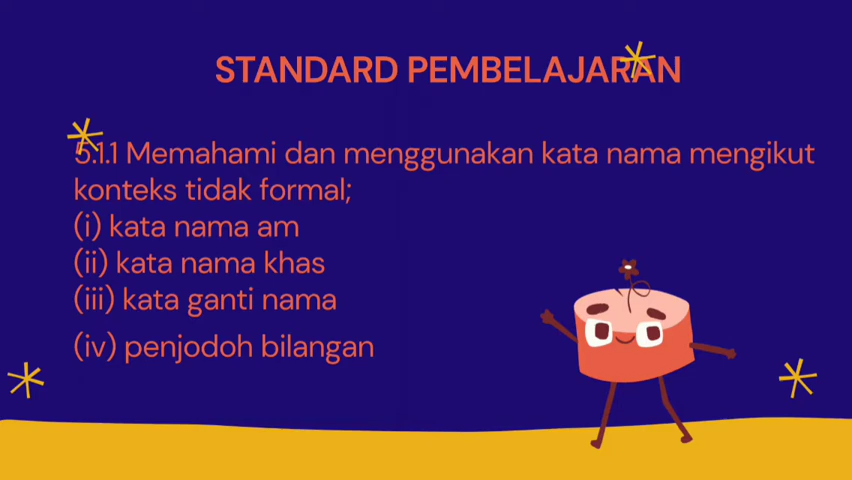 STANDARD PEMBELAJARAN
5.1.1 Memahami dan menggunakan kata nama mengikut
konteks tidak formal;
(i) kata nama am
(ii) kata nama khas
(iii) kata ganti nama
(iv) penjodoh bilangan